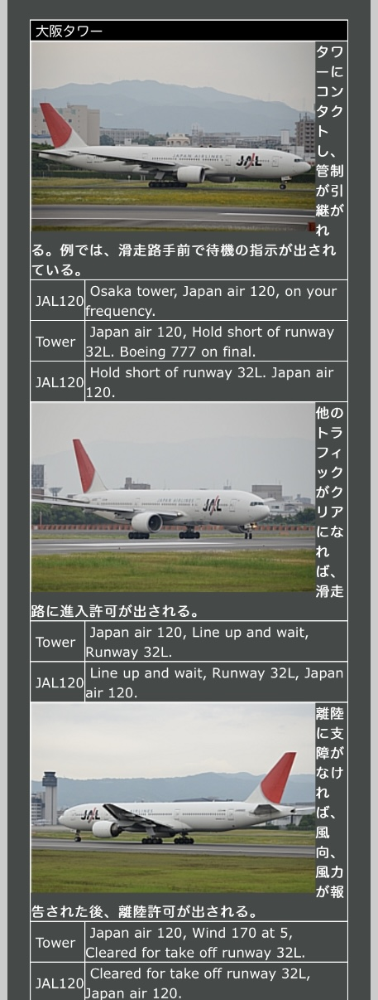 大阪タワー
タワ
ーに
コン
タク
ト
し、
管制
が引
継が
れ
る。例では、滑走路手前で待機の指示が出され
ている。
JAL120
Osaka tower, Japan air 120, on your
frequency.
Tower
Japan air 120, Hold short of runway
32L. Boeing 777 on final.
JAL120
Hold short of runway 32L. Japan air
120.
他の
トラ
フィ
ック
がク
リア
にな
れ
ば、
滑走
路に進入許可が出される。
Tower
Japan air 120, Line up and wait,
Runway 32L.
JAL120
Line up and wait, Runway 32L, Japan
air 120.
離陸
に支
障が
なけ
れ
ば、
風
向、
風力
が報
告された後、離陸許可が出される。
Tower
Japan air 120, Wind 170 at 5,
Cleared for take off runway 32L.
JAL120
Cleared for take off runway 32L,
Japan air 120.
JAPAN AIRLINES
JAL
JAPAN AIRLINES
JAL
JAL